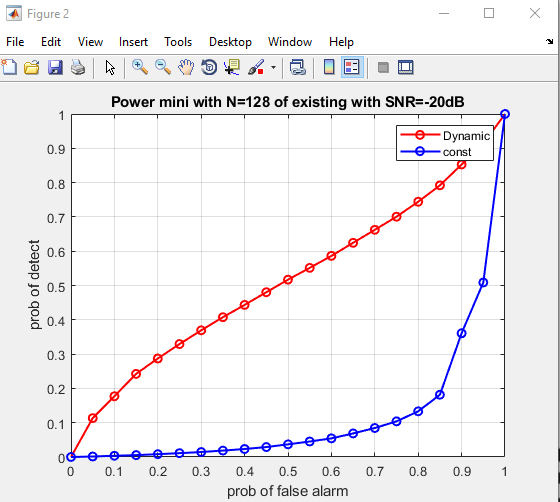 Figure 2
File Edit View Insert Tools Desktop Window Help
Power mini with N=128 of existing with SNR=-20dB
Dynamic
const
1
0.9
0.8
0.7
0.6
0.5
0.4
0.3
0.2
0.1
0
prob of detect
0 0.1 0.2 0.3 0.4 0.5 0.6 0.7 0.8 0.9 1
prob of false alarm